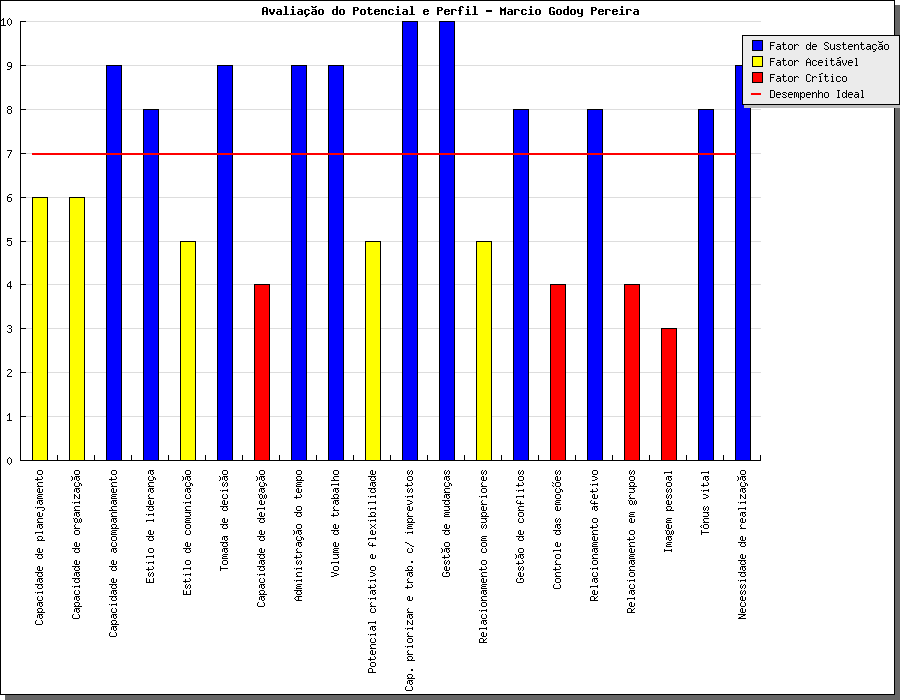 Avaliação do Potencial e Perfil - Marcio Godoy Pereira
Fator de Sustentação
Fator Aceitável
Fator Crítico
Desempenho Ideal
10
9
8
7
6
5
4
3
2
1
0
Capacidade de planejamento
Capacidade de organização
Capacidade de acompanhamento
Estilo de liderança
Estilo de comunicação
Tomada de decisão
Capacidade de delegação
Administração do tempo
Volume de trabalho
Potencial criativo e flexibilidade
Cap. priorizar e trab. c/ imprevistos
Gestão de mudanças
Relacionamento com superiores
Gestão de conflitos
Controle das emoções
Relacionamento afetivo
Relacionamento em grupos
Imagem pessoal
Tônus vital
Necessidade de realização